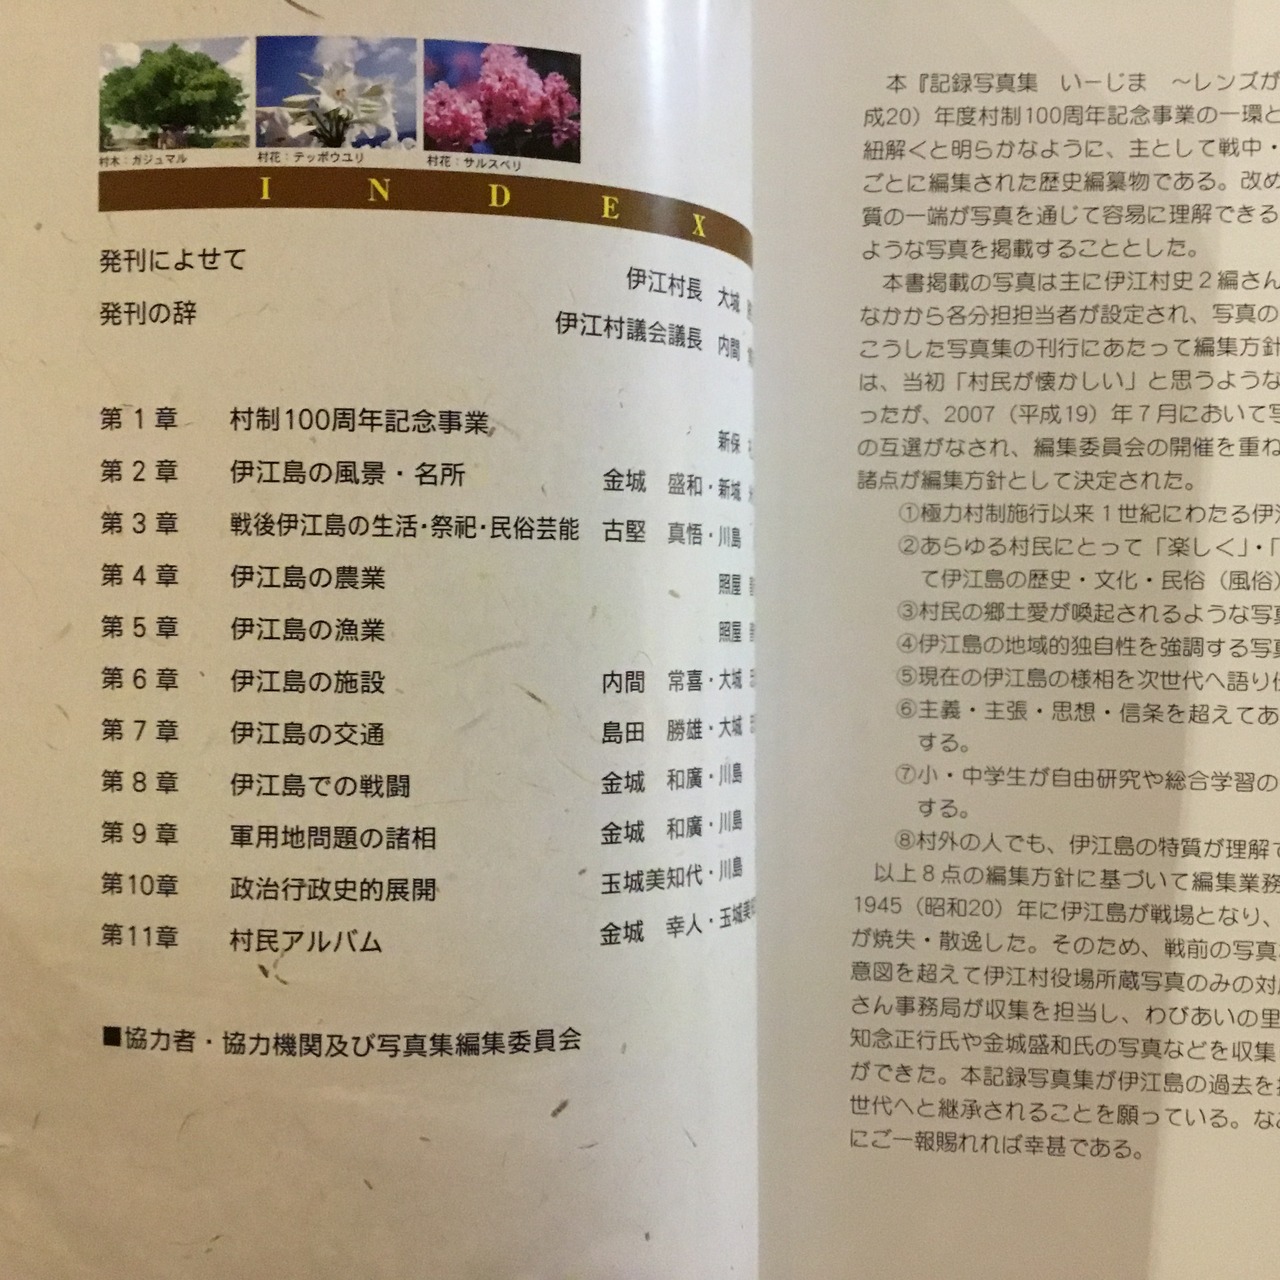 村木：ガジュマル
村花：テッポウユリ
村花：サルスベリ
INDEX
発刊によせて 伊江村長 大城
発刊の辞 伊江村議会議長 内間
第1章 村制100周年記念事業 新保
第2章 伊江島の風景・名所 金城 盛和・新城
第3章 戦後伊江島の生活・祭祀・民俗芸能 古堅 真悟・川島
第4章 伊江島の農業 照屋
第5章 伊江島の漁業 照屋
第6章 伊江島の施設 内間 常喜・大城
第7章 伊江島の交通 島田 勝雄・大城
第8章 伊江島での戦闘 金城 和廣・川島
第9章 軍用地問題の諸相 金城 和廣・川島
第10章 政治行政史的展開 玉城美知代・川島
第11章 村民アルバム 金城 幸人・玉城美
■協力者・協力機関及び写真集編集委員会
本『記録写真集 いーじま ～レンズが
成20）年度村制100周年記念事業の一環と
紐解くと明らかなように、主として戦中・
ごとに編集された歴史編纂物である。改め
質の一端が写真を通じて容易に理解できる
ような写真を掲載することとした。
本書掲載の写真は主に伊江村史2編さん
なかから各分担担当者が設定され、写真の
こうした写真集の刊行にあたって編集方針
は、当初「村民が懐かしい」と思うような
ったが、2007（平成19）年7月において写
の互選がなされ、編集委員会の開催を重ね
諸点が編集方針として決定された。
①極力村制施行以来1世紀にわたる伊江
②あらゆる村民にとって「楽しく」・「
て伊江島の歴史・文化・民俗（風俗）
③村民の郷土愛が喚起されるような写真
④伊江島の地域的独自性を強調する写真
⑤現在の伊江島の様相を次世代へ語り伝
⑥主義・主張・思想・信条を超えてあ
する。
⑦小・中学生が自由研究や総合学習の
する。
⑧村外の人でも、伊江島の特質が理解で
以上8点の編集方針に基づいて編集業務
1945（昭和20）年に伊江島が戦場となり、
が焼失・散逸した。そのため、戦前の写真
意図を超えて伊江村役場所蔵写真のみの対
さん事務局が収集を担当し、わびあいの里
知念正行氏や金城盛和氏の写真などを収集
ができた。本記録写真集が伊江島の過去を
世代へと継承されることを願っている。な
にご一報賜れれば幸甚である。